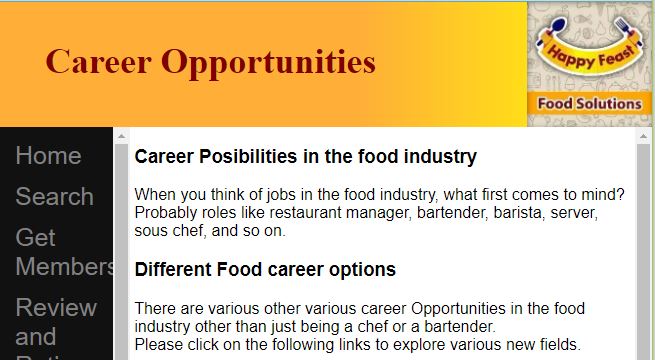 Career Opportunities
Happy Feast
Food Solutions
Home
Search
Get
Members
Review
and
Career Posibilities in the food industry
When you think of jobs in the food industry, what first comes to mind?
Probably roles like restaurant manager, bartender, barista, server,
sous chef, and so on.
Different Food career options
There are various other various career Opportunities in the food
industry other than just being a chef or a bartender.
Please click on the following links to explore various new fields.